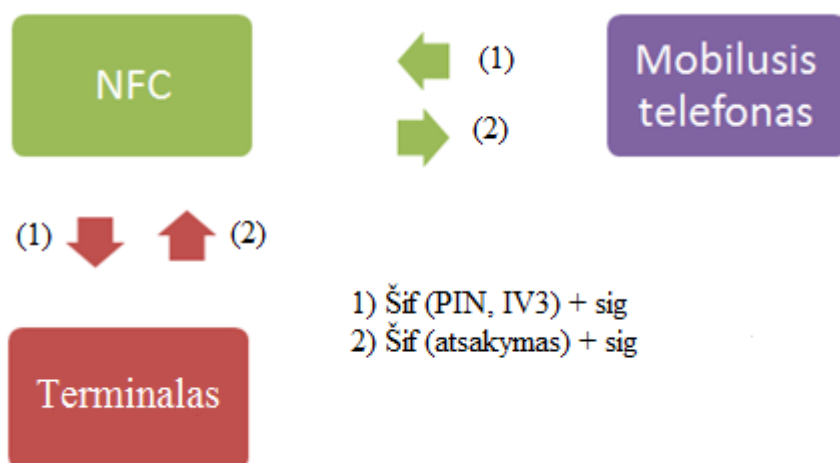 NFC
(1)
(2)
Mobilusis
telefonas
(1)
(2)
1) Šif (PIN, IV3) + sig
2) Šif (atsakymas) + sig
Terminalas